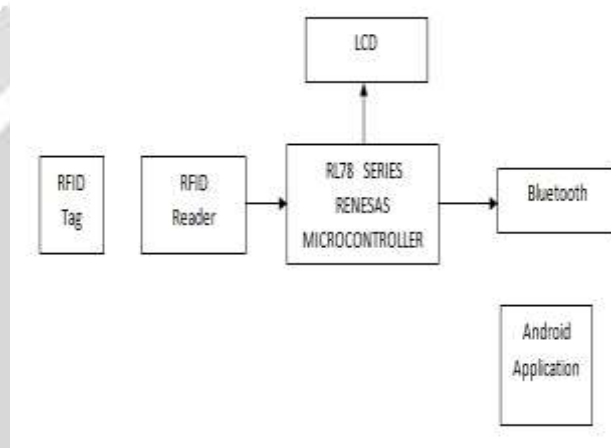 LCD
RFID
Tag
RFID
Reader
RL78 SERIES
RENESAS
MICROCONTROLLER
Bluetooth
Android
Application